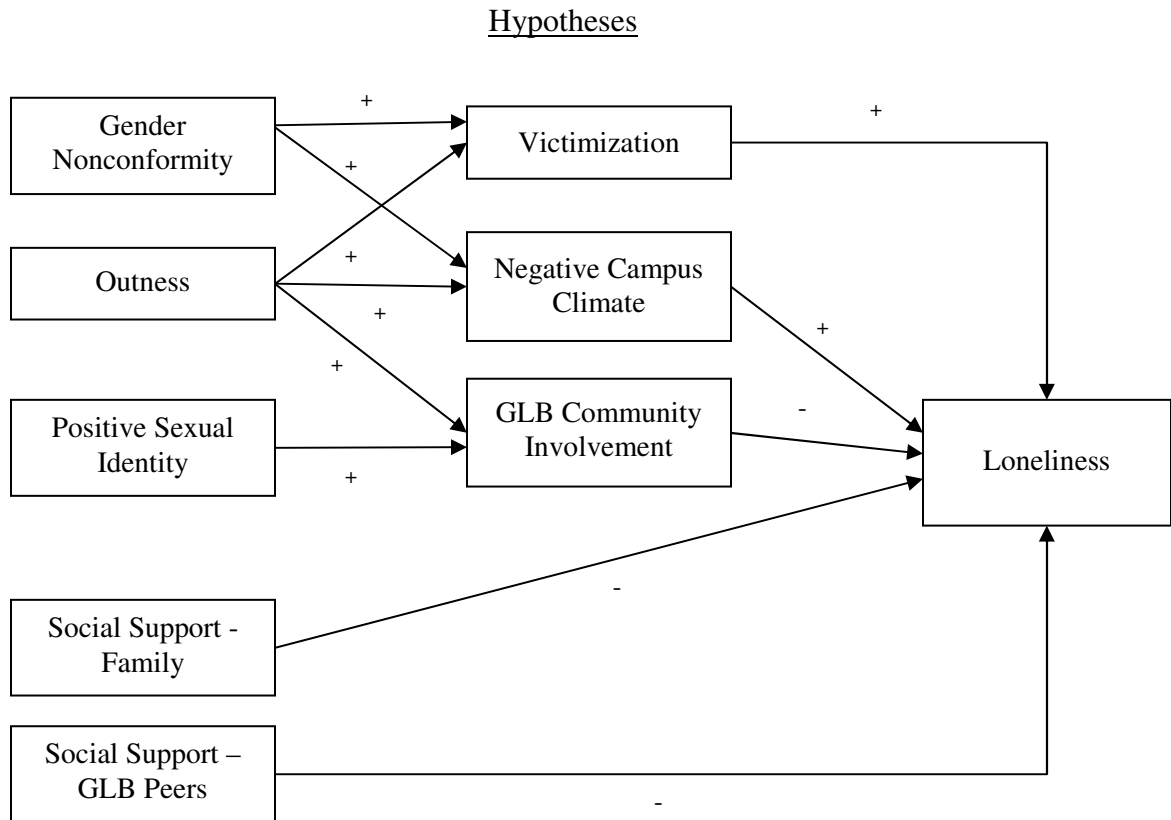 Hypotheses
+
+
Gender
Nonconformity
Victimization
+
+
Outness
Negative Campus
Climate
+
+
+
+
Positive Sexual
Identity
GLB Community
Involvement
-
Loneliness
+
-
Social Support -
Family
Social Support –
GLB Peers
-